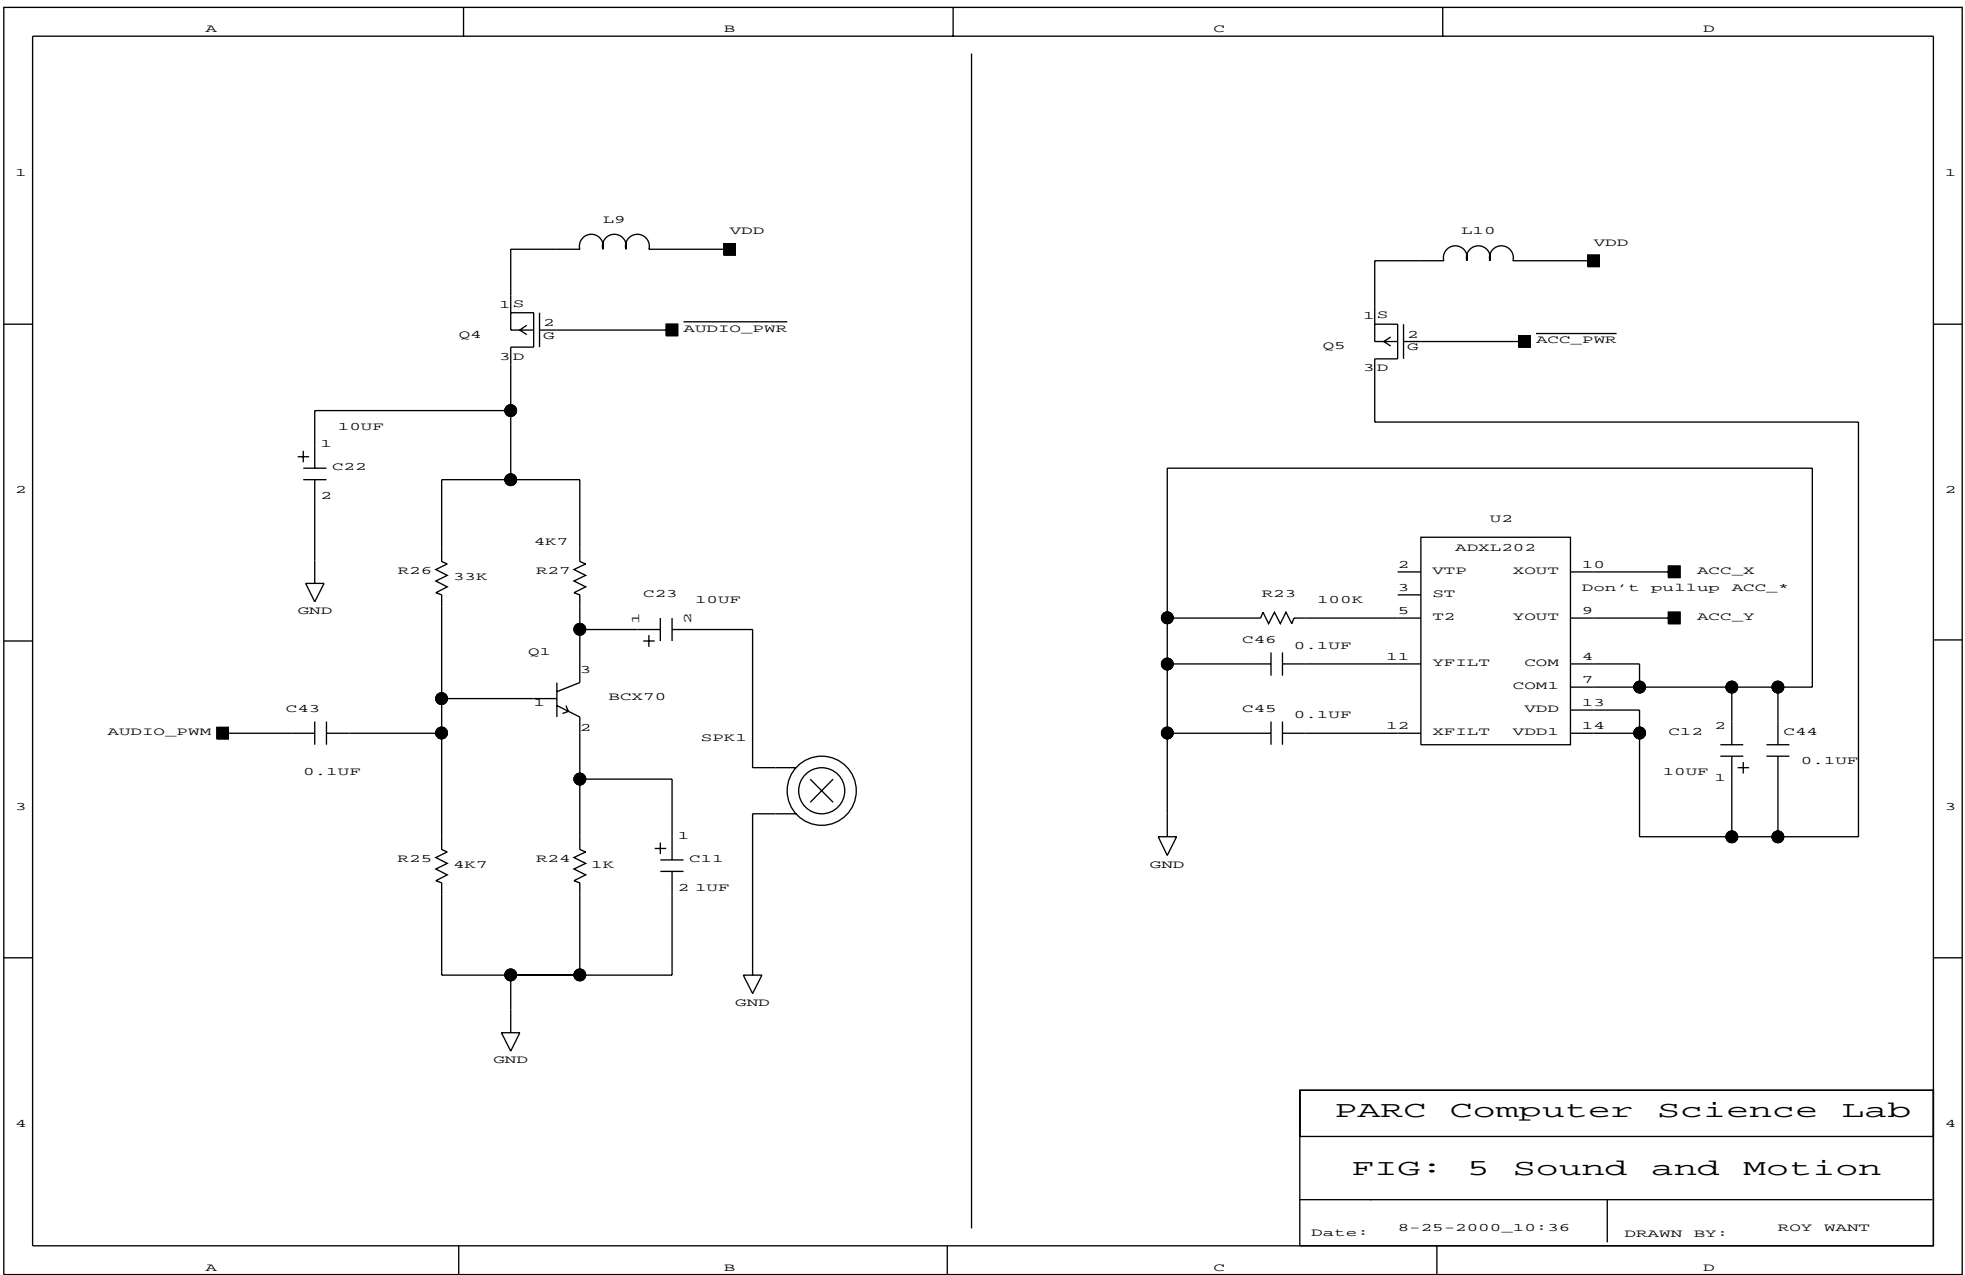 A B C D
1 1
L9
VDD
1 S
2
G
AUDIO_PWR
Q4
3 D
10UF
1
+
C22
2
GND
2
R26
33K
4K7
R27
C23
10UF
1
2
+
Q1
3
1
BCX70
2
AUDIO_PWM
C43
0.1UF
SPK1
3
R25
4K7
R24
1K
1
+
C11
2 1UF
GND
GND
4
L10
VDD
1 S
2
G
ACC_PWR
Q5
3 D
2
U2
ADXL202
2 VTP XOUT 10 ACC_X
Don't pullup ACC_*
3 ST
R23 100K
5 T2 YOUT 9 ACC_Y
C46 0.1UF
11 YFILT COM 4
COM1 7
VDD 13
C45 0.1UF
12 XFILT VDD1 14
2
C12
10UF 1 +
C44
0.1UF
GND
3
4
PARC Computer Science Lab
FIG: 5 Sound and Motion
Date: 8-25-2000_10:36
DRAWN BY: ROY WANT
A B C D